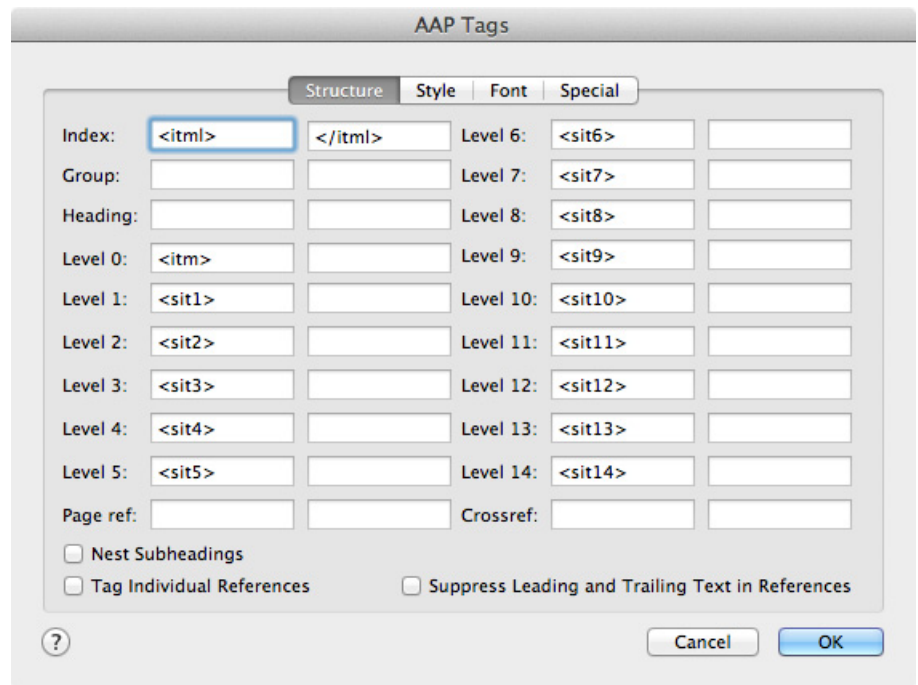 AAP Tags
Structure Style Font Special
Index: <itml> </itml> Level 6: <sit6>
Group: Level 7: <sit7>
Heading: Level 8: <sit8>
Level 0: <itm> Level 9: <sit9>
Level 1: <sit1> Level 10: <sit10>
Level 2: <sit2> Level 11: <sit11>
Level 3: <sit3> Level 12: <sit12>
Level 4: <sit4> Level 13: <sit13>
Level 5: <sit5> Level 14: <sit14>
Page ref: Crossref:
Nest Subheadings
Tag Individual References Suppress Leading and Trailing Text in References
? Cancel OK